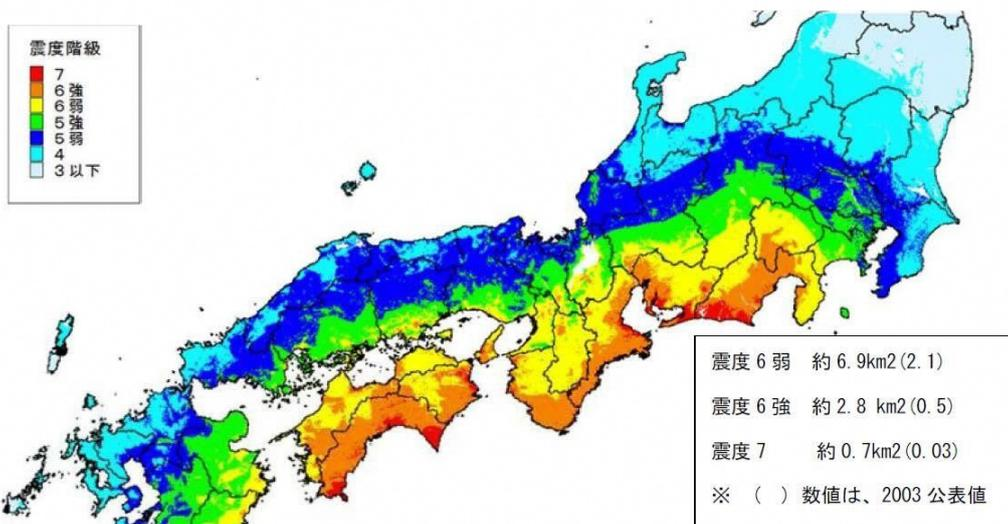 震度階級
7
6強
6弱
5強
5弱
4
3以下
震度6弱 約6.9km2(2.1)
震度6強 約2.8 km2(0.5)
震度7 約0.7km2(0.03)
※ ( )数値は、2003公表値